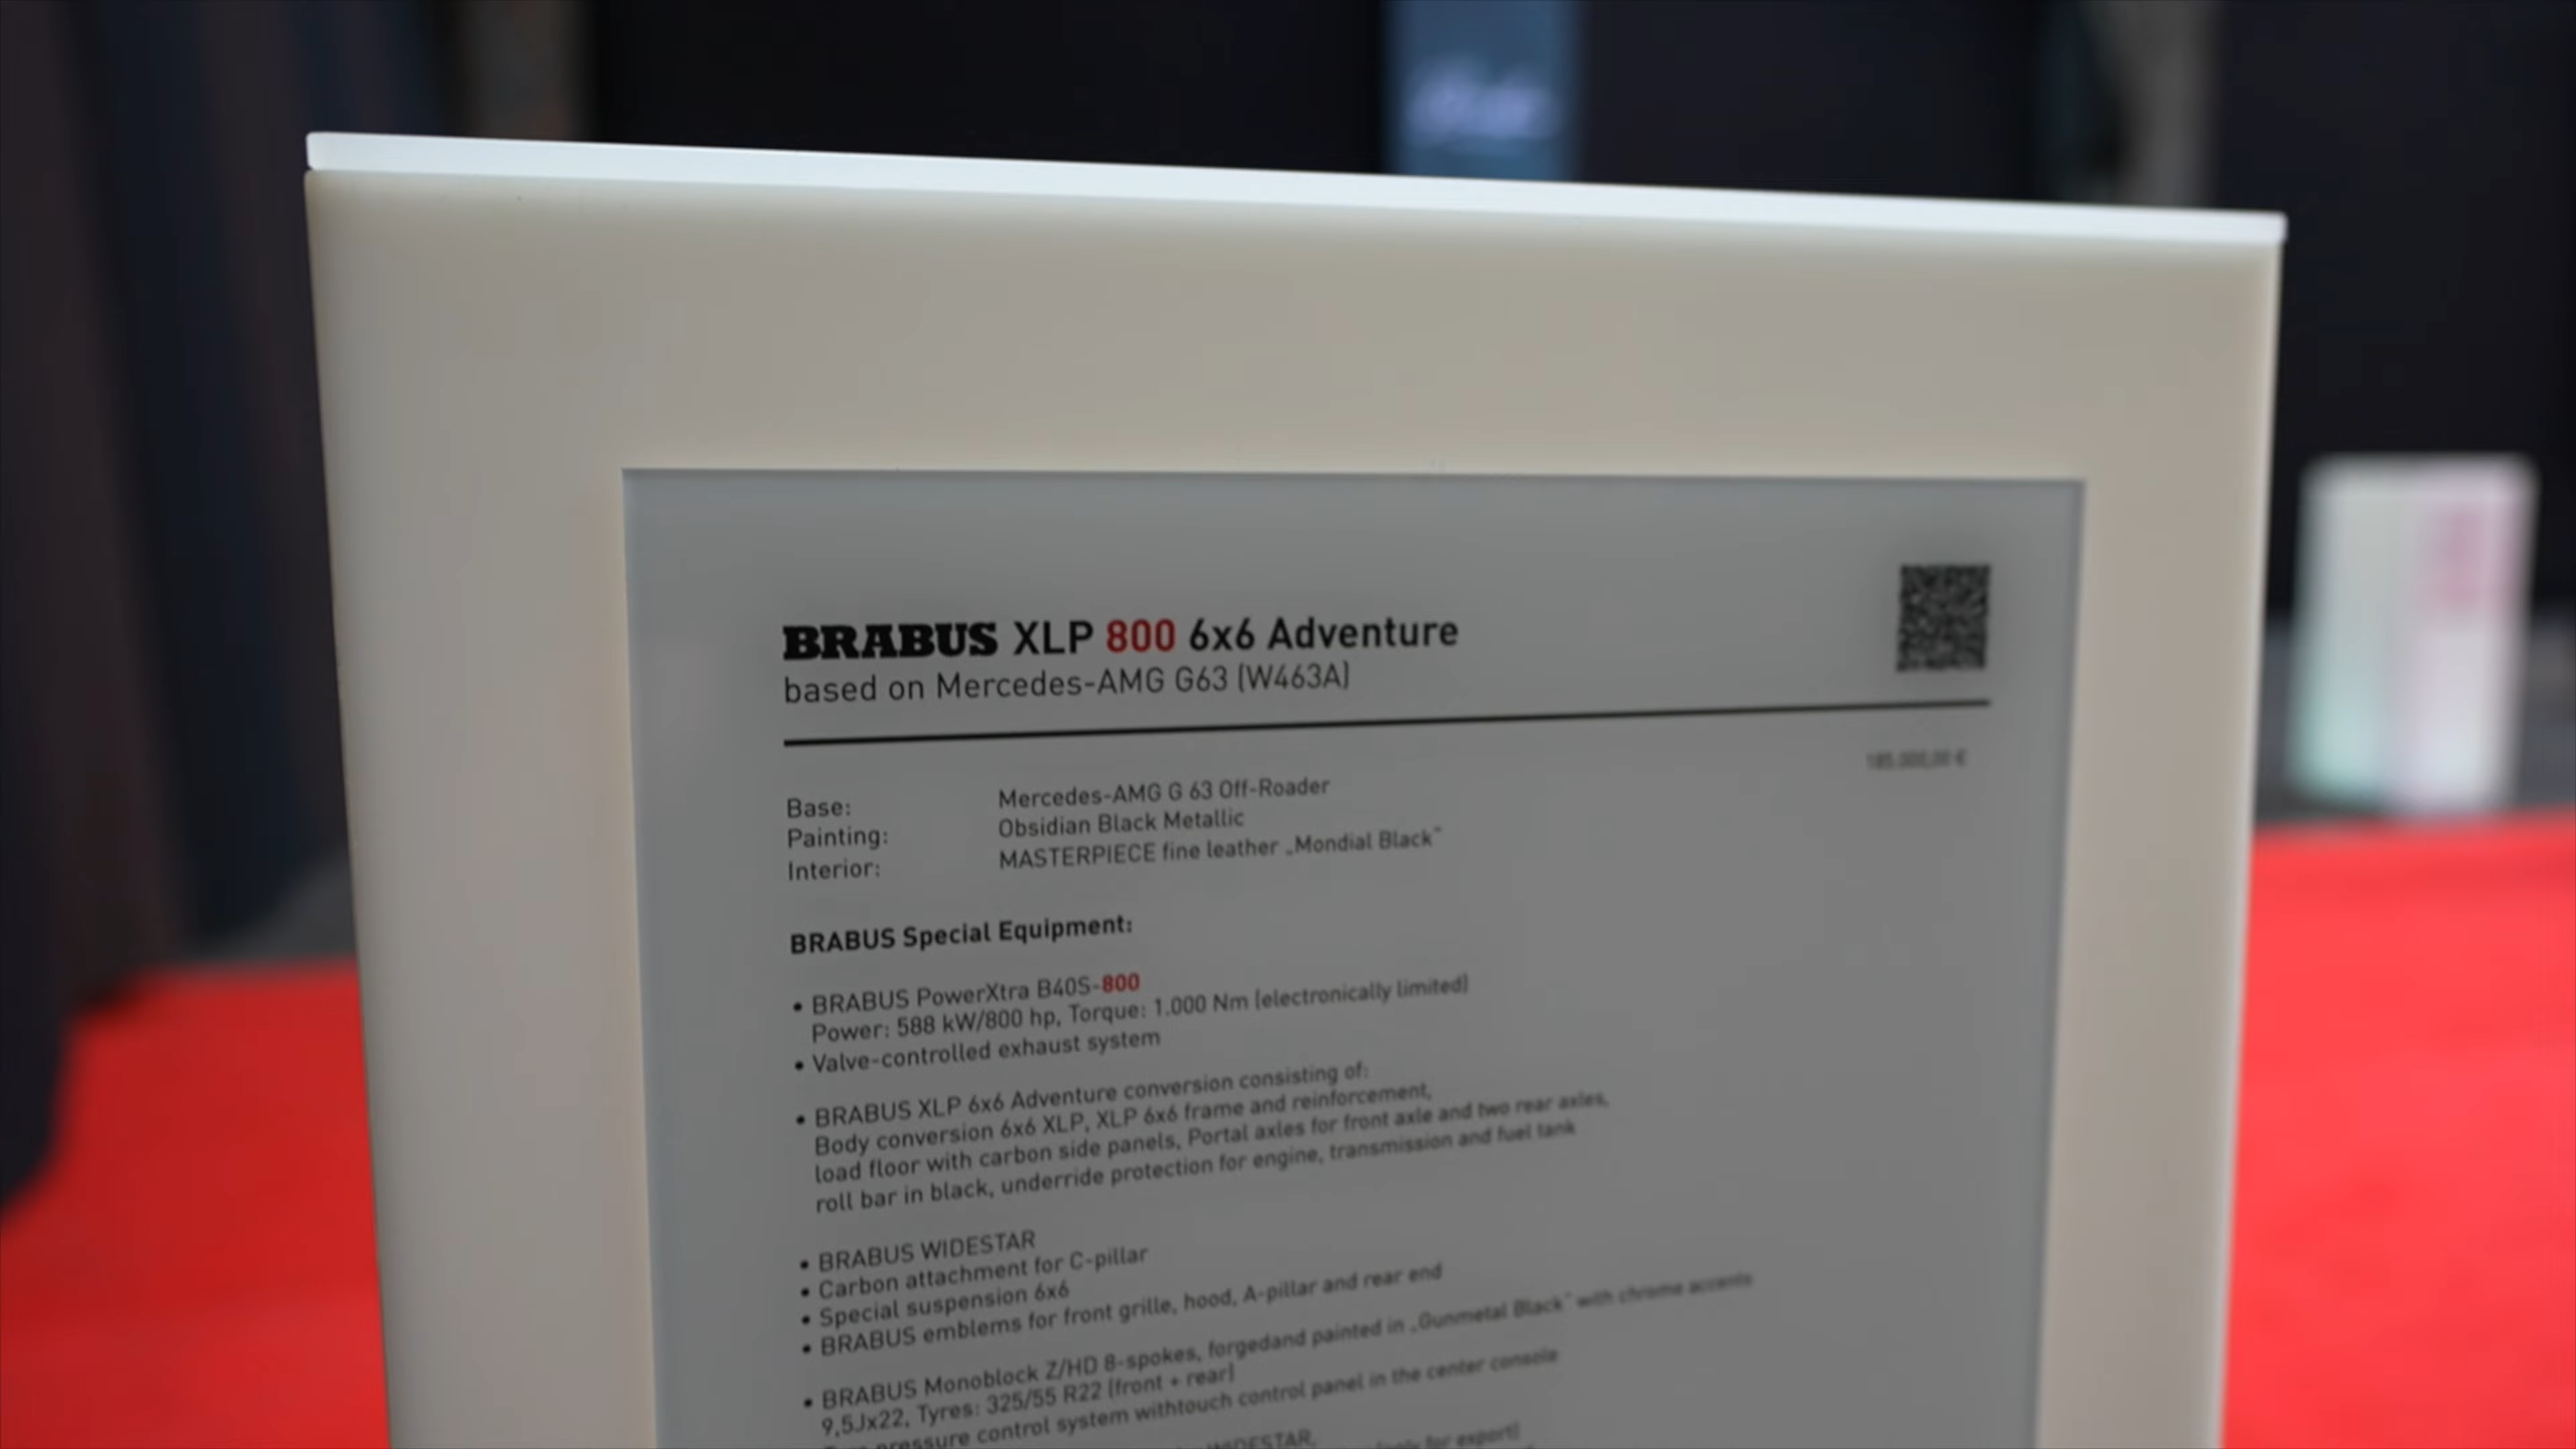 BRABUS XLP 800 6x6 Adventure
based on Mercedes-AMG G63 (W463A)
185.000,00 €
Base: Mercedes-AMG G 63 Off-Roader
Painting: Obsidian Black Metallic
Interior: MASTERPIECE fine leather „Mondial Black“
BRABUS Special Equipment:
• BRABUS PowerXtra B40S-800
Power: 588 kW/800 hp, Torque: 1.000 Nm (electronically limited)
• Valve-controlled exhaust system
• BRABUS XLP 6x6 Adventure conversion consisting of:
Body conversion 6x6 XLP, XLP 6x6 frame and reinforcement,
load floor with carbon side panels, Portal axles for front axle and two rear axles,
roll bar in black, underride protection for engine, transmission and fuel tank
• BRABUS WIDESTAR
• Carbon attachment for C-pillar
• Special suspension 6x6
• BRABUS emblems for front grille, hood, A-pillar and rear end
• BRABUS Monoblock Z/HD 8-spokes, forgedand painted in „Gunmetal Black“ with chrome accents
9,5Jx22, Tyres: 325/55 R22 (front + rear)
pressure control system withtouch control panel in the center console
WIDESTAR, (only for export)